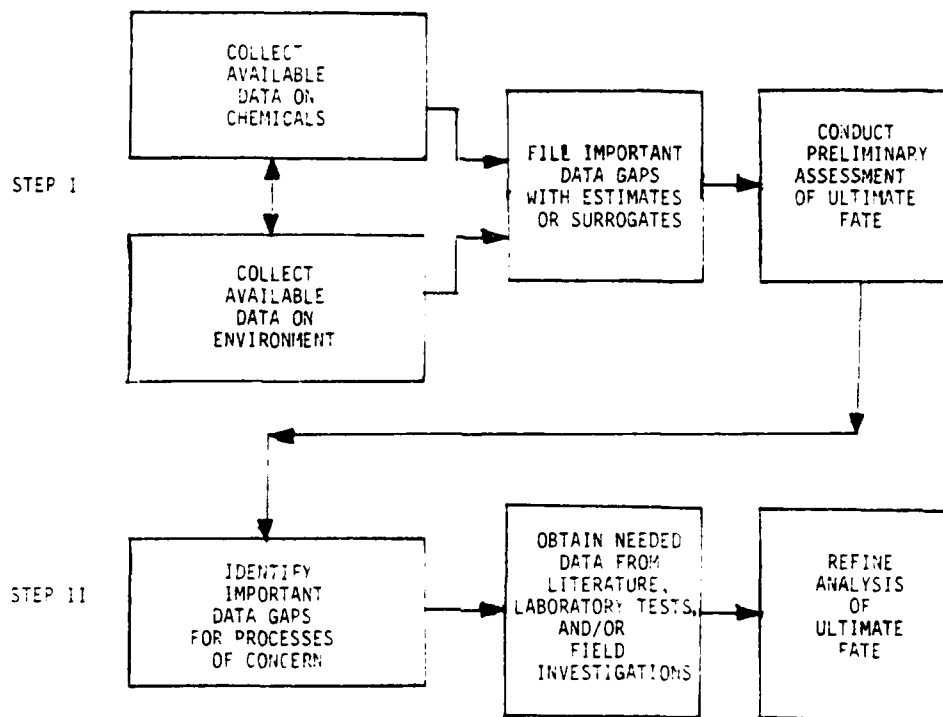 COLLECT
AVAILABLE
DATA ON
CHEMICALS
STEP I
FILL IMPORTANT
DATA GAPS
WITH ESTIMATES
OR SURROGATES
CONDUCT
PRELIMINARY
ASSESSMENT
OF ULTIMATE
FATE
COLLECT
AVAILABLE
DATA ON
ENVIRONMENT
STEP II
IDENTIFY
IMPORTANT
DATA GAPS
FOR PROCESSES
OF CONCERN
OBTAIN NEEDED
DATA FROM
LITERATURE,
LABORATORY TESTS,
AND/OR
FIELD
INVESTIGATIONS
REFINE
ANALYSIS
OF
ULTIMATE
FATE